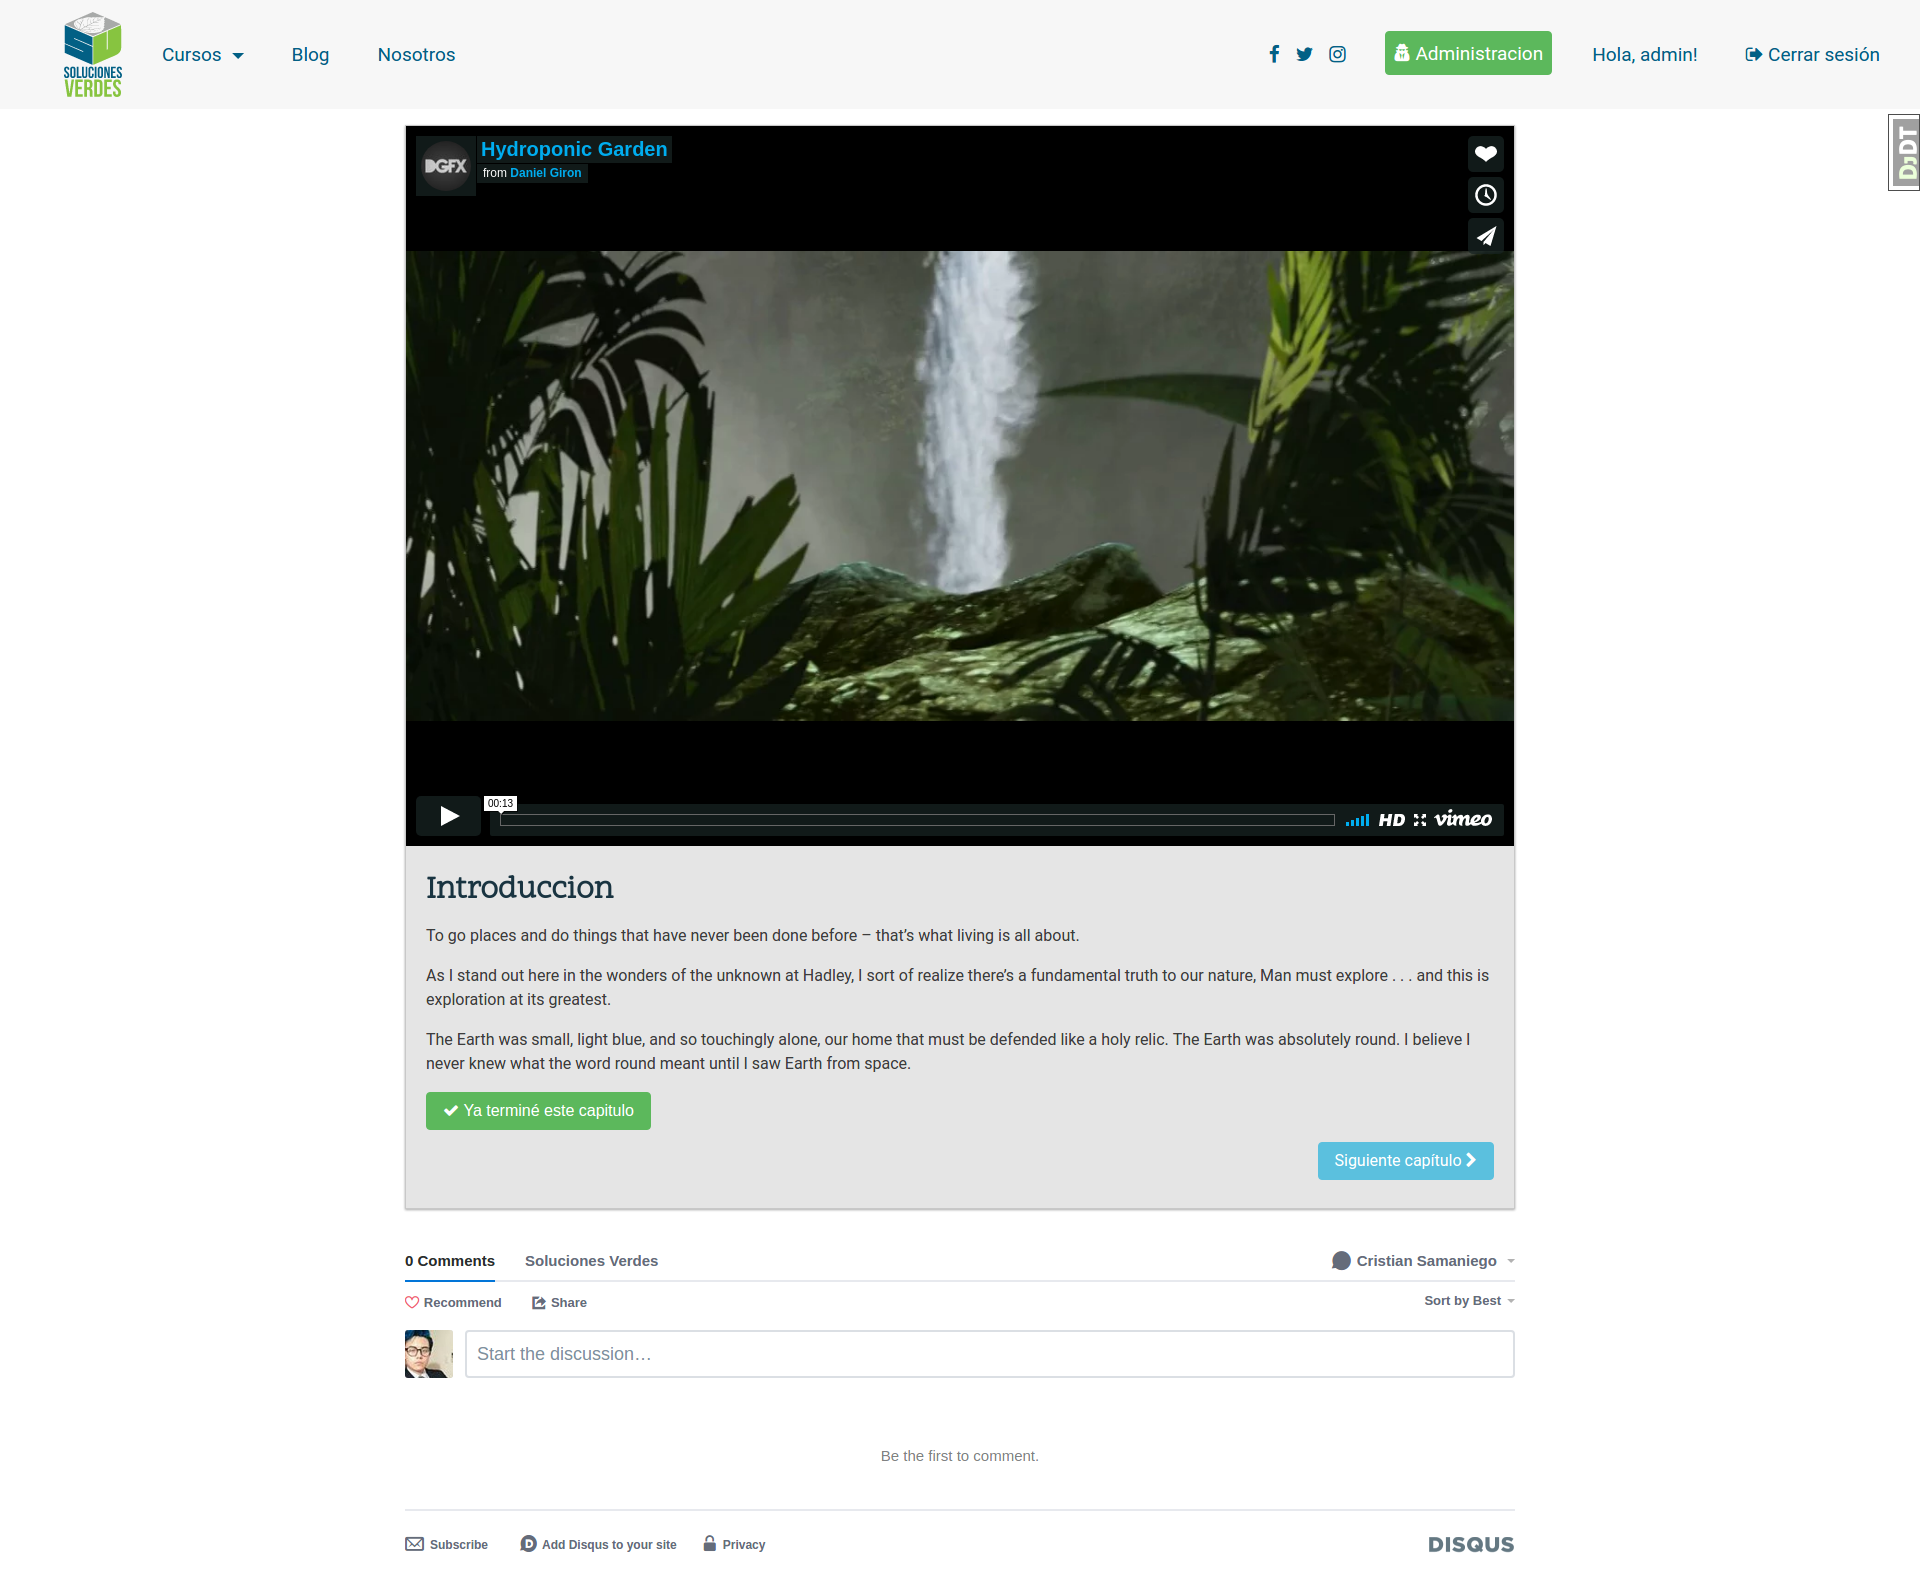 SOLUCIONES
VERDES
Cursos
Blog
Nosotros
Administracion
Hola, admin!
Cerrar sesión
DjDT
DGFX
Hydroponic Garden
from Daniel Giron
00:13
HD
vimeo
Introduccion
To go places and do things that have never been done before – that’s what living is all about.
As I stand out here in the wonders of the unknown at Hadley, I sort of realize there’s a fundamental truth to our nature, Man must explore . . . and this is
exploration at its greatest.
The Earth was small, light blue, and so touchingly alone, our home that must be defended like a holy relic. The Earth was absolutely round. I believe I
never knew what the word round meant until I saw Earth from space.
Ya terminé este capitulo
Siguiente capítulo
0 Comments
Soluciones Verdes
Cristian Samaniego
Recommend
Share
Sort by Best
Start the discussion…
Be the first to comment.
Subscribe
D Add Disqus to your site
Privacy
DISQUS